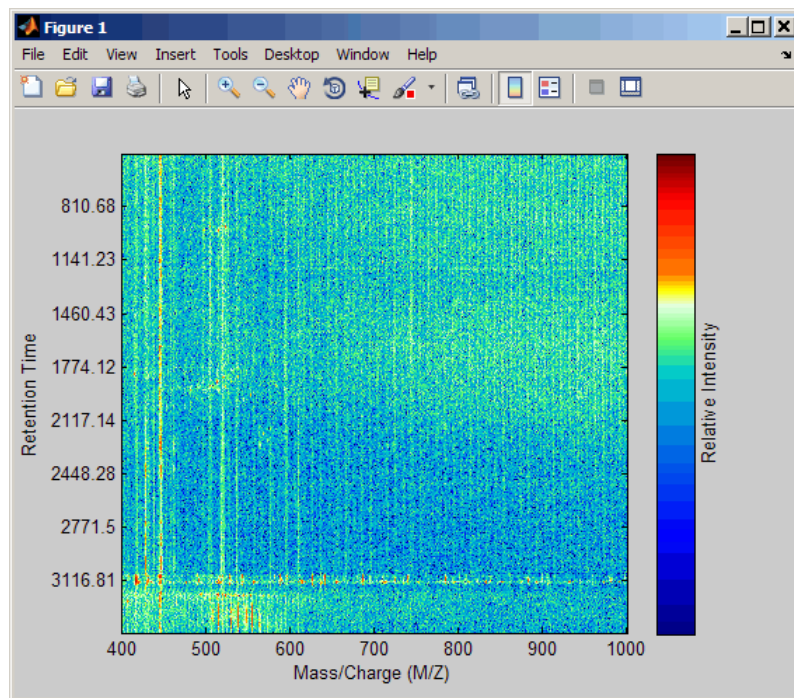 Figure 1
File Edit View Insert Tools Desktop Window Help
810.68
1141.23
1460.43
1774.12
2117.14
2448.28
2771.5
3116.81
Retention Time
400 500 600 700 800 900 1000
Mass/Charge (M/Z)
Relative Intensity